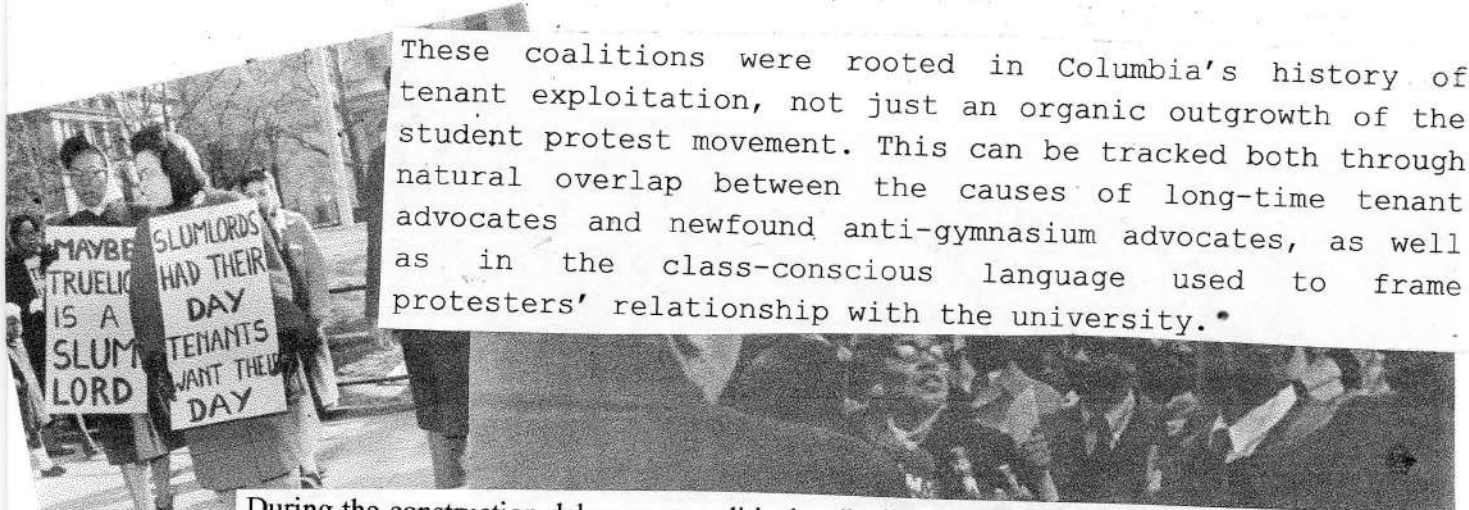 These coalitions were rooted in Columbia's history of
tenant exploitation, not just an organic outgrowth of the
student protest movement. This can be tracked both through
natural overlap between the causes of long-time tenant
advocates and newfound anti-gymnasium advocates, as well
as in the class-conscious language used to frame
protesters' relationship with the university.
MAYBE
TRUELIC
IS A
SLUM
LORD
SLUMLORDS
HAD THEIR
DAY
TENANTS
WANT THEIR
DAY
During the construction